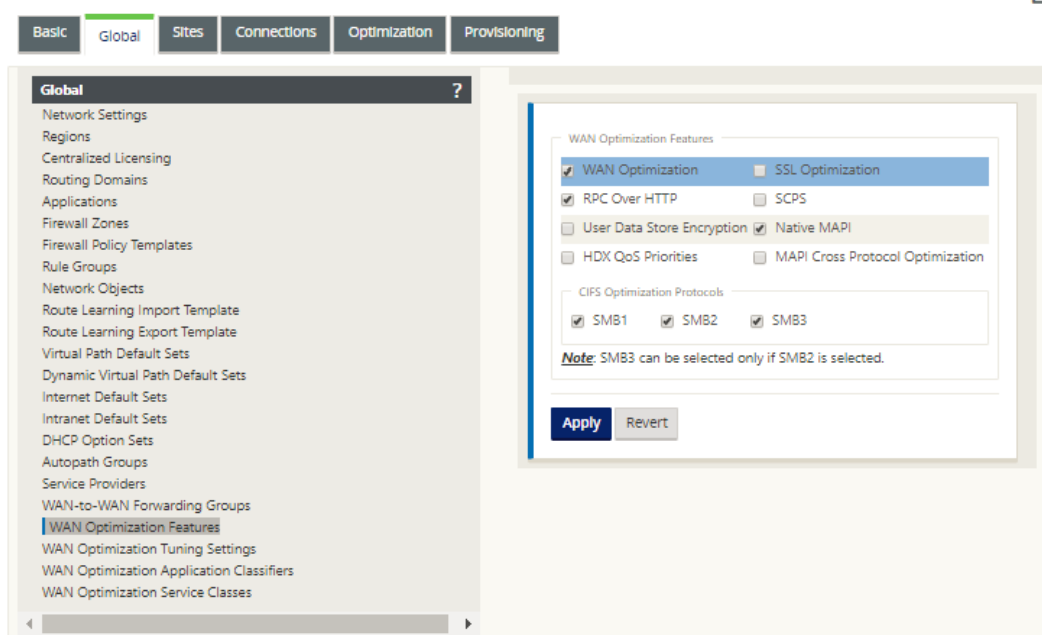 Basic Global Sites Connections Optimization Provisioning
Global ?
Network Settings
Regions
Centralized Licensing
Routing Domains
Applications
Firewall Zones
Firewall Policy Templates
Rule Groups
Network Objects
Route Learning Import Template
Route Learning Export Template
Virtual Path Default Sets
Dynamic Virtual Path Default Sets
Internet Default Sets
Intranet Default Sets
DHCP Option Sets
Autopath Groups
Service Providers
WAN-to-WAN Forwarding Groups
WAN Optimization Features
WAN Optimization Tuning Settings
WAN Optimization Application Classifiers
WAN Optimization Service Classes
WAN Optimization Features
WAN Optimization SSL Optimization
RPC Over HTTP SCPS
User Data Store Encryption Native MAPI
HDX QoS Priorities MAPI Cross Protocol Optimization
CIFS Optimization Protocols
SMB1 SMB2 SMB3
Note: SMB3 can be selected only if SMB2 is selected.
Apply Revert